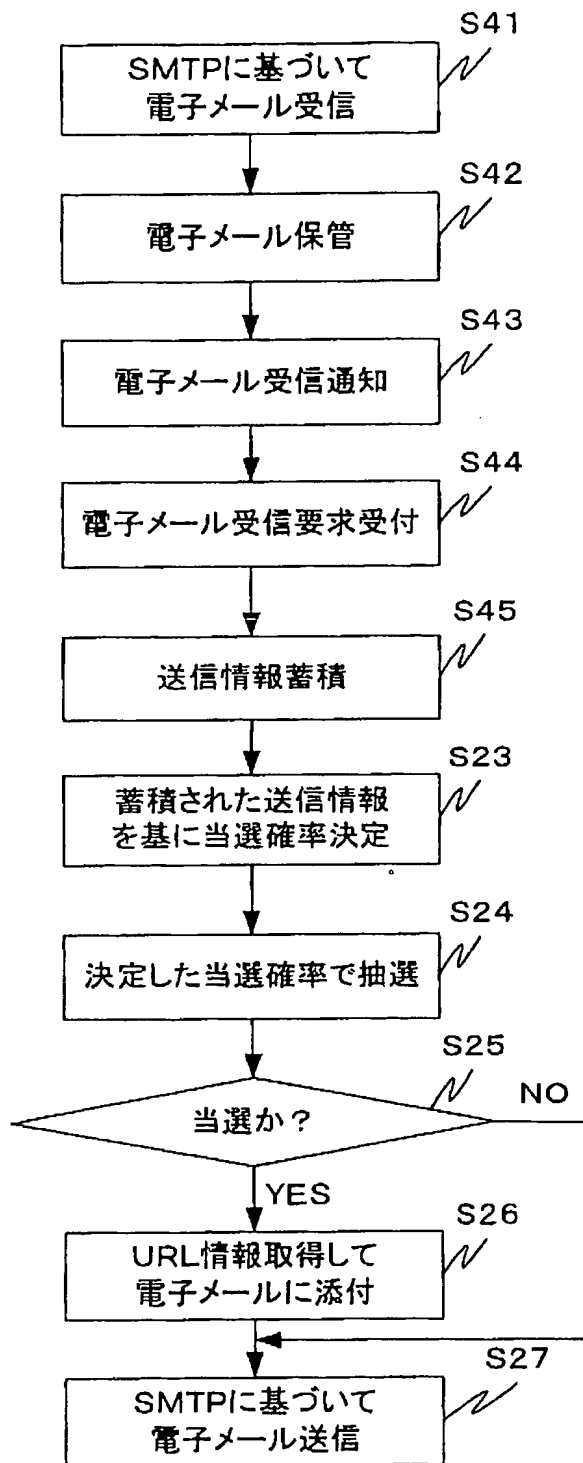 S41
SMTPに基づいて
電子メール受信
S42
電子メール保管
S43
電子メール受信通知
S44
電子メール受信要求受付
S45
送信情報蓄積
S23
蓄積された送信情報
を基に当選確率決定
S24
決定した当選確率で抽選
S25
当選か?
NO
YES
S26
URL情報取得して
電子メールに添付
S27
SMTPに基づいて
電子メール送信